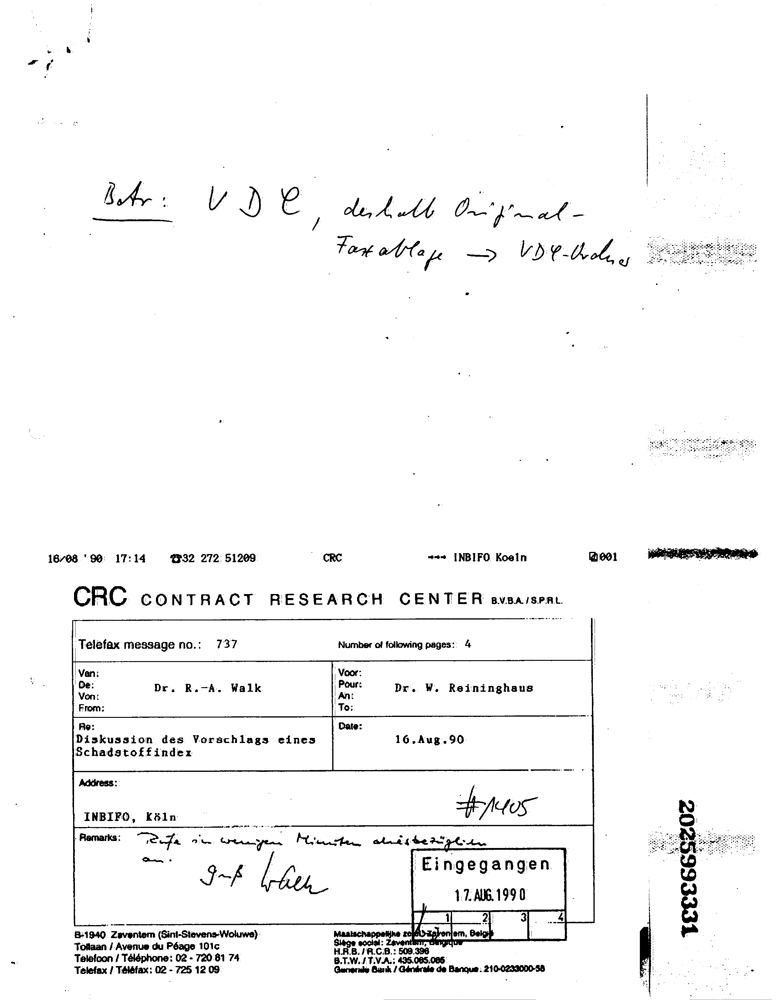 Betr: VDC, deshalb Original-
Faxablage → VDC-Ordner
16/08 '90 17:14 ☎32 272 51209 CRC →→→ INBIFO Koeln 001
CRC CONTRACT RESEARCH CENTER B.V.B.A./S.P.R.L.
Telefax message no.: 737 Number of following pages: 4
Van:
De:
Von:
From:
Dr. R.-A. Walk
Voor:
Pour:
An:
To:
Dr. W. Reininghaus
Re:
Diskussion des Vorschlags eines
Schadstoffindex
Date:
16.Aug.90
Address:
INBIFO, Köln
#1405
Remarks: Rufe in wenigen Minuten diesbezüglich
an.
Gruß Walk
Eingegangen
17. AUG. 1990
1 2 3 4
B-1940 Zaventem (Sint-Stevens-Woluwe)
Tollaan / Avenue du Péage 101c
Telefoon / Téléphone: 02 - 720 81 74
Telefax / Téléfax: 02 - 725 12 09
Maatschappelijke zetel: Zaventem, België
Siège social: Zaventem, Belgique
H.R.B. / R.C.B.: 509.396
B.T.W. / T.V.A.: 435.065.065
Generale Bank / Générale de Banque: 210-0233000-58
2025993331